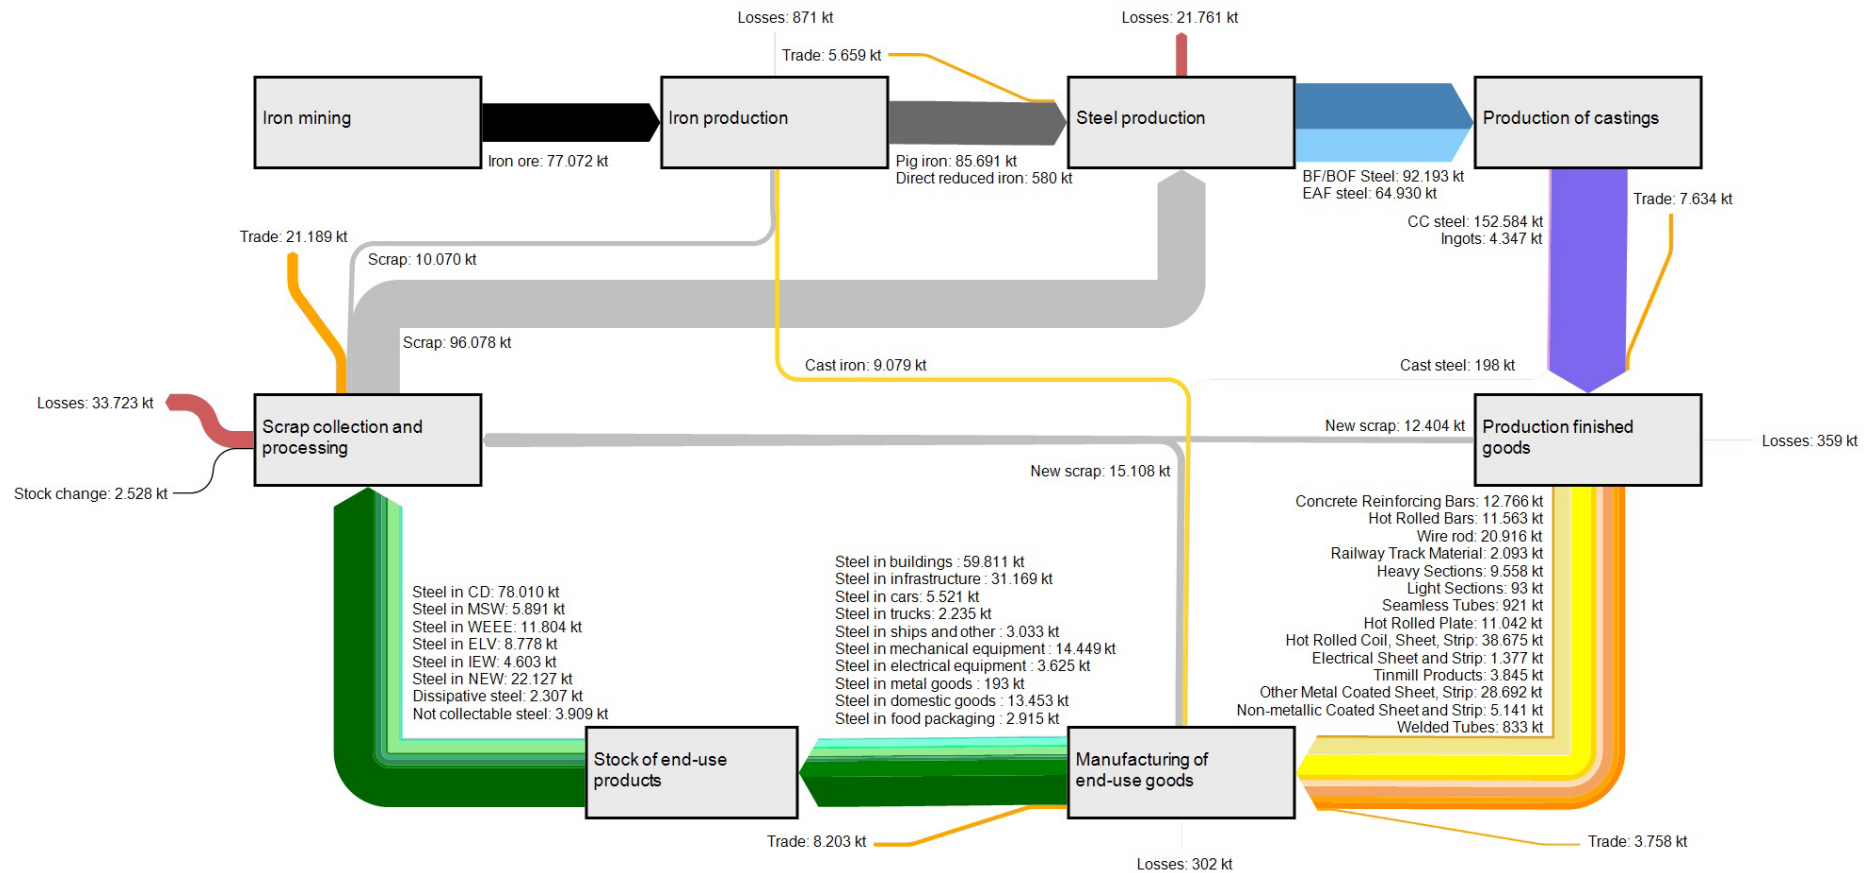 Losses: 871 kt
Losses: 21.761 kt
Trade: 5.659 kt
Iron mining
Iron production
Steel production
Production of castings
Iron ore: 77.072 kt
Pig iron: 85.691 kt
Direct reduced iron: 580 kt
BF/BOF Steel: 92.193 kt
EAF steel: 64.930 kt
Trade: 7.634 kt
CC steel: 152.584 kt
Ingots: 4.347 kt
Trade: 21.189 kt
Scrap: 10.070 kt
Scrap: 96.078 kt
Cast iron: 9.079 kt
Cast steel: 198 kt
Losses: 33.723 kt
Scrap collection and
processing
New scrap: 12.404 kt
Production finished
goods
Losses: 359 kt
New scrap: 15.108 kt
Stock change: 2.528 kt
Concrete Reinforcing Bars: 12.766 kt
Hot Rolled Bars: 11.563 kt
Wire rod: 20.916 kt
Railway Track Material: 2.093 kt
Heavy Sections: 9.558 kt
Light Sections: 93 kt
Seamless Tubes: 921 kt
Hot Rolled Plate: 11.042 kt
Hot Rolled Coil, Sheet, Strip: 38.675 kt
Electrical Sheet and Strip: 1.377 kt
Tinmill Products: 3.845 kt
Other Metal Coated Sheet, Strip: 28.692 kt
Non-metallic Coated Sheet and Strip: 5.141 kt
Welded Tubes: 833 kt
Steel in buildings : 59.811 kt
Steel in infrastructure : 31.169 kt
Steel in cars: 5.521 kt
Steel in trucks: 2.235 kt
Steel in ships and other : 3.033 kt
Steel in mechanical equipment : 14.449 kt
Steel in electrical equipment : 3.625 kt
Steel in metal goods : 193 kt
Steel in domestic goods : 13.453 kt
Steel in food packaging : 2.915 kt
Steel in CD: 78.010 kt
Steel in MSW: 5.891 kt
Steel in WEEE: 11.804 kt
Steel in ELV: 8.778 kt
Steel in IEW: 4.603 kt
Steel in NEW: 22.127 kt
Dissipative steel: 2.307 kt
Not collectable steel: 3.909 kt
Stock of end-use
products
Manufacturing of
end-use goods
Trade: 8.203 kt
Trade: 3.758 kt
Losses: 302 kt